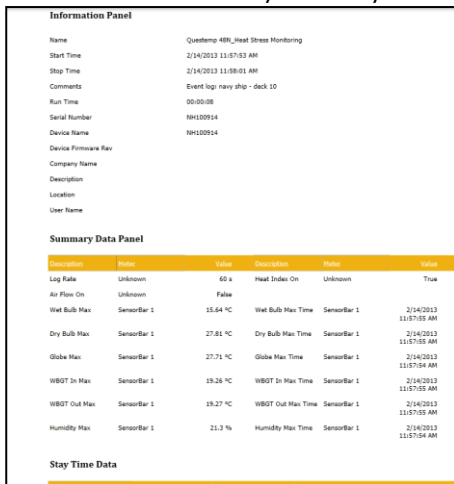 Information Panel
Name Questemp 48N_Heat Stress Monitoring
Start Time 2/14/2013 11:57:53 AM
Stop Time 2/14/2013 11:58:01 AM
Comments Event log: navy ship - deck 10
Run Time 00:00:08
Serial Number NH100914
Device Name NH100914
Device Firmware Rev
Company Name
Description
Location
User Name
Summary Data Panel
Description Meter Value Description Meter Value
Log Rate Unknown 60 s Heat Index On Unknown True
Air Flow On Unknown False
Wet Bulb Max SensorBar 1 15.64 ºC Wet Bulb Max Time SensorBar 1 2/14/2013
11:57:55 AM
Dry Bulb Max SensorBar 1 27.81 ºC Dry Bulb Max Time SensorBar 1 2/14/2013
11:57:55 AM
Globe Max SensorBar 1 27.71 ºC Globe Max Time SensorBar 1 2/14/2013
11:57:54 AM
WBGT In Max SensorBar 1 19.26 ºC WBGT In Max Time SensorBar 1 2/14/2013
11:57:55 AM
WBGT Out Max SensorBar 1 19.27 ºC WBGT Out Max Time SensorBar 1 2/14/2013
11:57:55 AM
Humidity Max SensorBar 1 21.3 % Humidity Max Time SensorBar 1 2/14/2013
11:57:54 AM
Stay Time Data